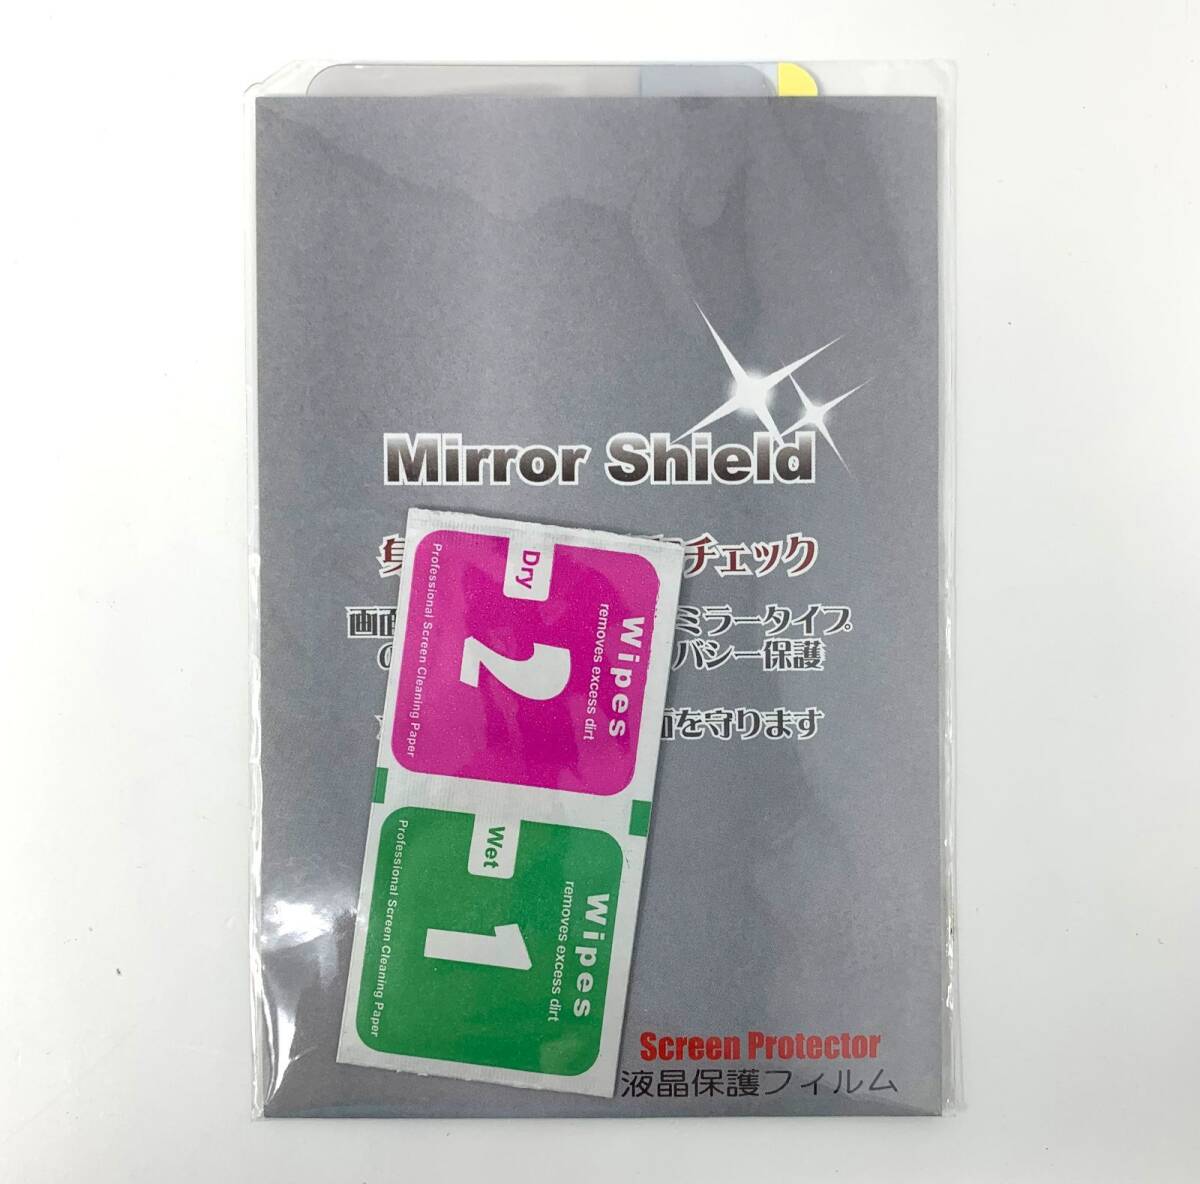 Mirror Shield
チェック
画面 ミラータイプ
バシー保護
を守ります
Dry
2
Wipes
removes excess dirt
Professional Screen Cleaning Paper
Wet
1
Wipes
removes excess dirt
Professional Screen Cleaning Paper
Screen Protector
液晶保護フィルム